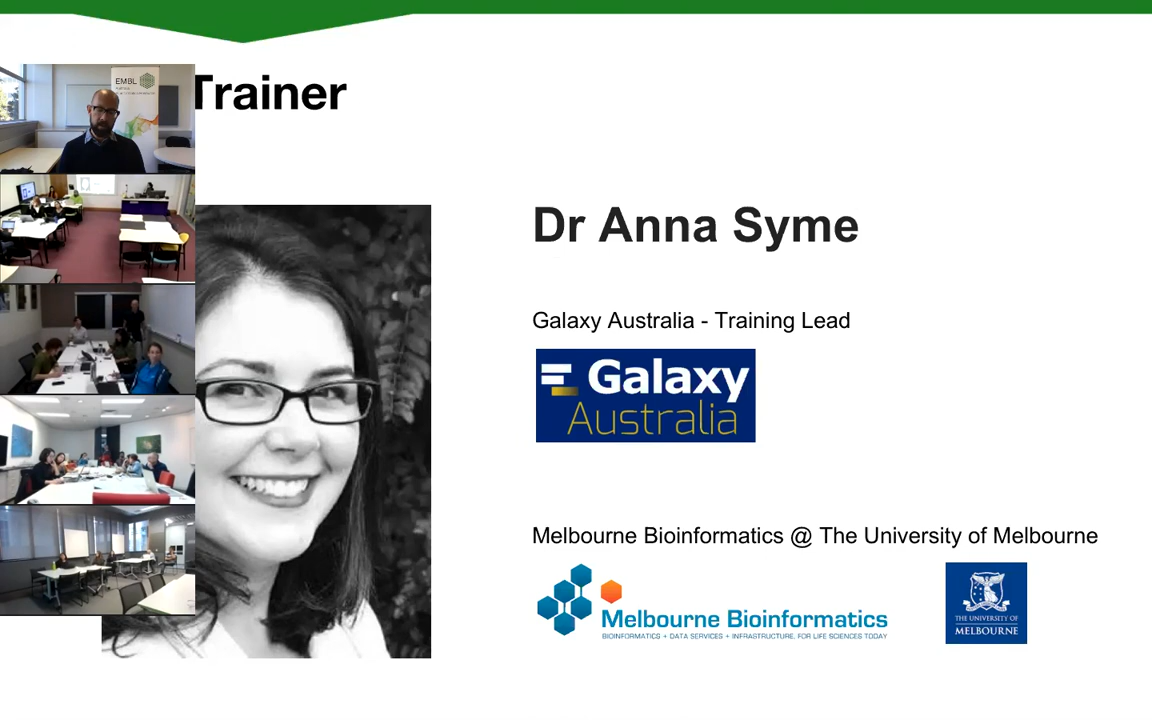 EMBL
Trainer
Dr Anna Syme
Galaxy Australia - Training Lead
Galaxy
Australia
Melbourne Bioinformatics @ The University of Melbourne
Melbourne Bioinformatics
BIOINFORMATICS + DATA SERVICES + INFRASTRUCTURE, FOR LIFE SCIENCES TODAY
THE UNIVERSITY OF
MELBOURNE